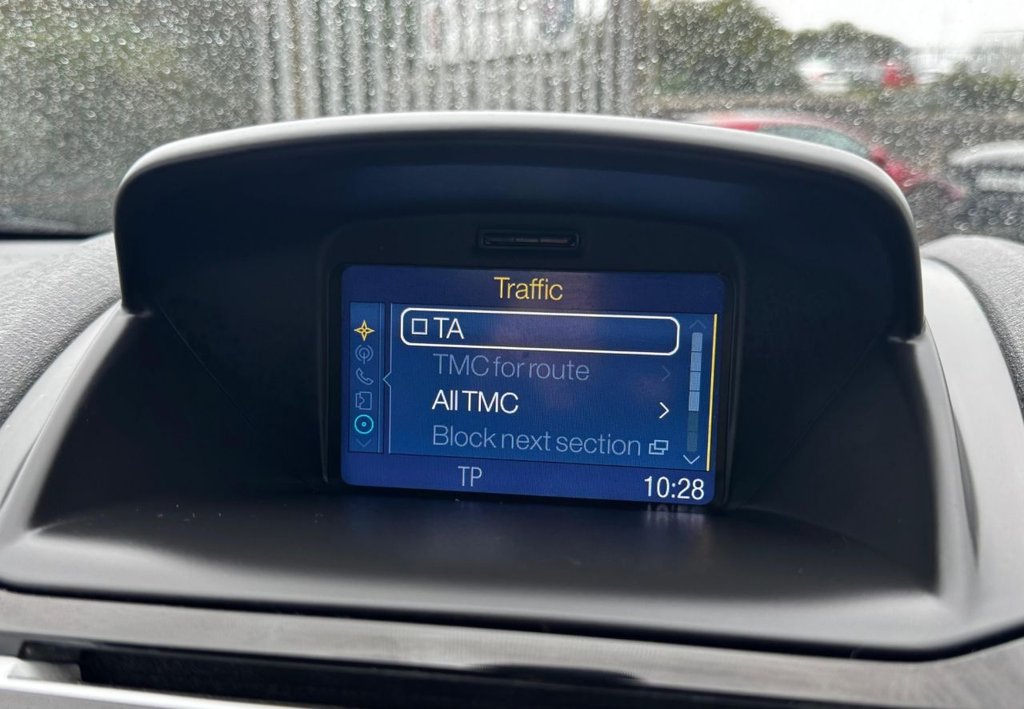 Traffic
TA
TMC for route
All TMC
Block next section
TP
10:28